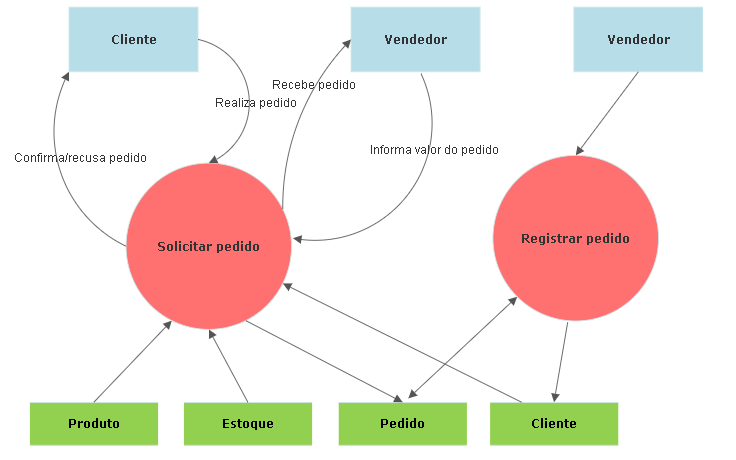 Cliente
Vendedor
Vendedor
Recebe pedido
Realiza pedido
Informa valor do pedido
Confirma/recusa pedido
Solicitar pedido
Registrar pedido
Produto
Estoque
Pedido
Cliente